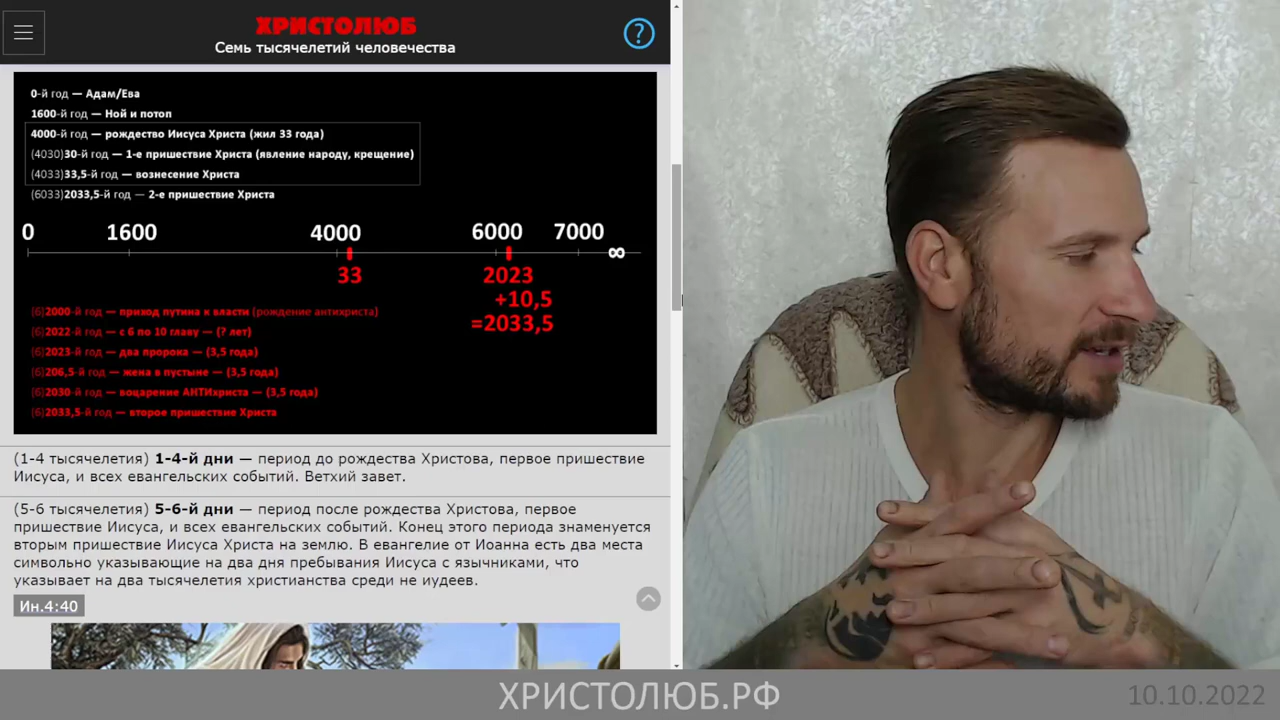 ХРИСТОЛЮБ
Семь тысячелетий человечества
?
0-й год — Адам/Ева
1600-й год — Ной и потоп
4000-й год — рождество Иисуса Христа (жил 33 года)
(4030)30-й год — 1-е пришествие Христа (явление народу, крещение)
(4033)33,5-й год — вознесение Христа
(6033)2033,5-й год — 2-е пришествие Христа
0 1600 4000 6000 7000 ∞
33 2023
+10,5
=2033,5
(6)2000-й год — приход путина к власти (рождение антихриста)
(6)2022-й год — с 6 по 10 главу — (? лет)
(6)2023-й год — два пророка — (3,5 года)
(6)206,5-й год — жена в пустыне — (3,5 года)
(6)2030-й год — воцарение АНТИхриста — (3,5 года)
(6)2033,5-й год — второе пришествие Христа
(1-4 тысячелетия) 1-4-й дни — период до рождества Христова, первое пришествие
Иисуса, и всех евангельских событий. Ветхий завет.
(5-6 тысячелетия) 5-6-й дни — период после рождества Христова, первое
пришествие Иисуса, и всех евангельских событий. Конец этого периода знаменуется
вторым пришествие Иисуса Христа на землю. В евангелие от Иоанна есть два места
символьно указывающие на два дня пребывания Иисуса с язычниками, что
указывает на два тысячелетия христианства среди не иудеев.
Ин.4:40
ХРИСТОЛЮБ.РФ
10.10.2022